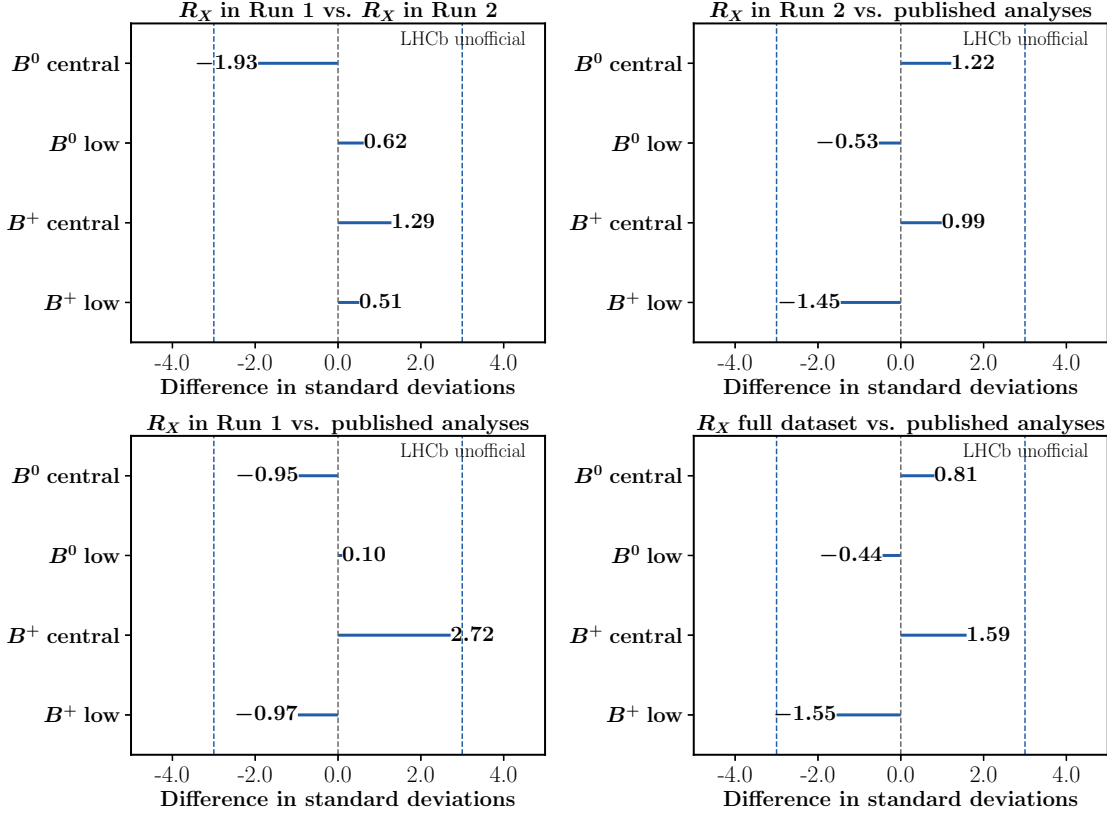 R_X in Run 1 vs. R_X in Run 2
LHCb unofficial
B^0 central
−1.93
B^0 low
0.62
B^+ central
1.29
B^+ low
0.51
-4.0 -2.0 0.0 2.0 4.0
Difference in standard deviations
R_X in Run 2 vs. published analyses
LHCb unofficial
B^0 central
1.22
B^0 low
−0.53
B^+ central
0.99
B^+ low
−1.45
-4.0 -2.0 0.0 2.0 4.0
Difference in standard deviations
R_X in Run 1 vs. published analyses
LHCb unofficial
B^0 central
−0.95
B^0 low
0.10
B^+ central
2.72
B^+ low
−0.97
-4.0 -2.0 0.0 2.0 4.0
Difference in standard deviations
R_X full dataset vs. published analyses
LHCb unofficial
B^0 central
0.81
B^0 low
−0.44
B^+ central
1.59
B^+ low
−1.55
-4.0 -2.0 0.0 2.0 4.0
Difference in standard deviations